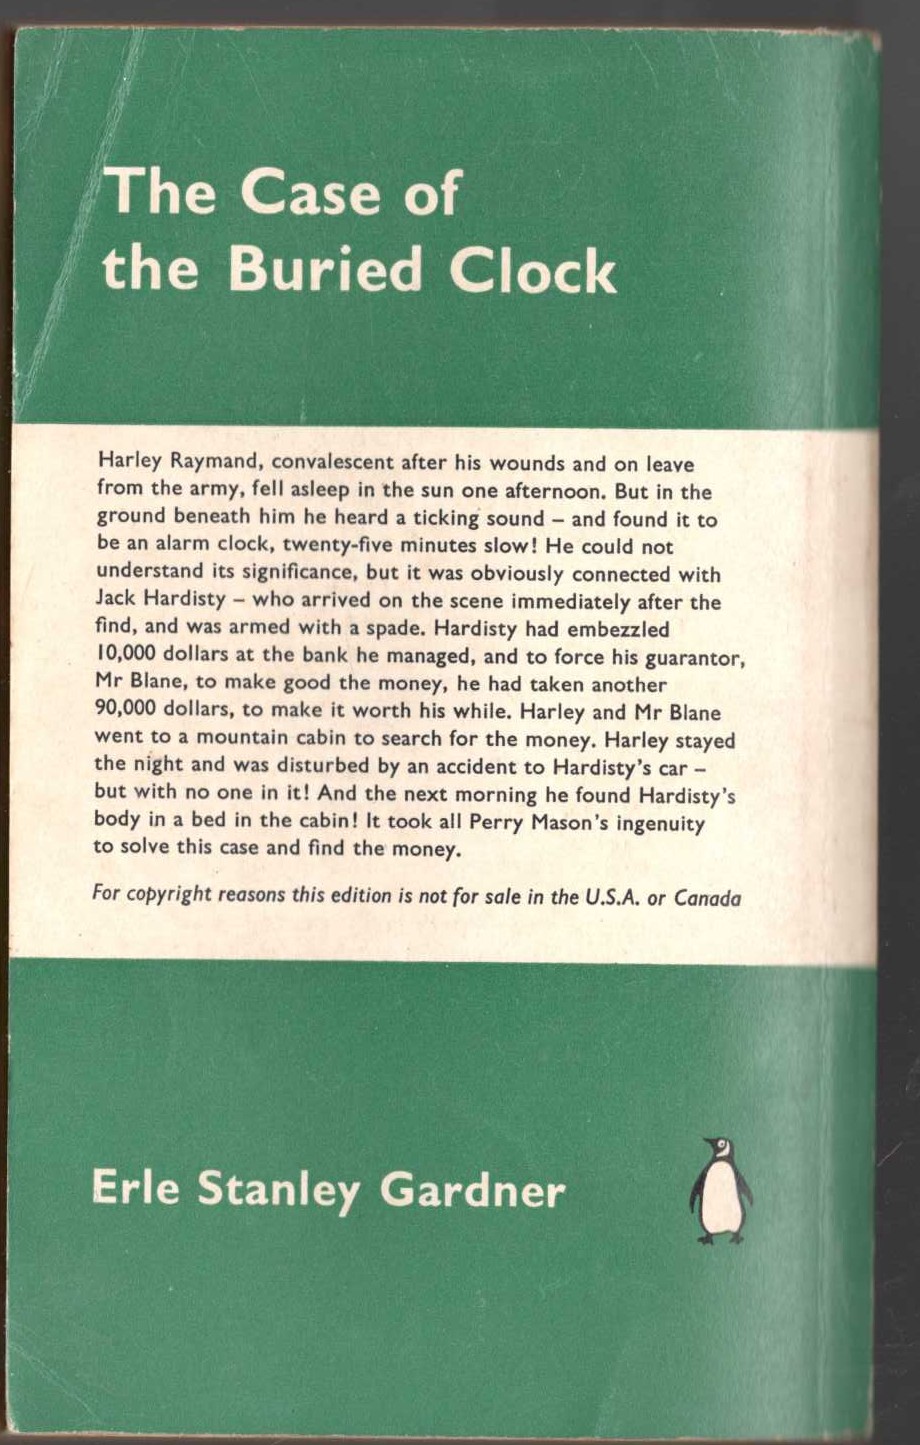 The Case of
the Buried Clock
Harley Raymand, convalescent after his wounds and on leave
from the army, fell asleep in the sun one afternoon. But in the
ground beneath him he heard a ticking sound – and found it to
be an alarm clock, twenty-five minutes slow! He could not
understand its significance, but it was obviously connected with
Jack Hardisty – who arrived on the scene immediately after the
find, and was armed with a spade. Hardisty had embezzled
10,000 dollars at the bank he managed, and to force his guarantor,
Mr Blane, to make good the money, he had taken another
90,000 dollars, to make it worth his while. Harley and Mr Blane
went to a mountain cabin to search for the money. Harley stayed
the night and was disturbed by an accident to Hardisty's car –
but with no one in it! And the next morning he found Hardisty's
body in a bed in the cabin! It took all Perry Mason's ingenuity
to solve this case and find the money.
For copyright reasons this edition is not for sale in the U.S.A. or Canada
Erle Stanley Gardner